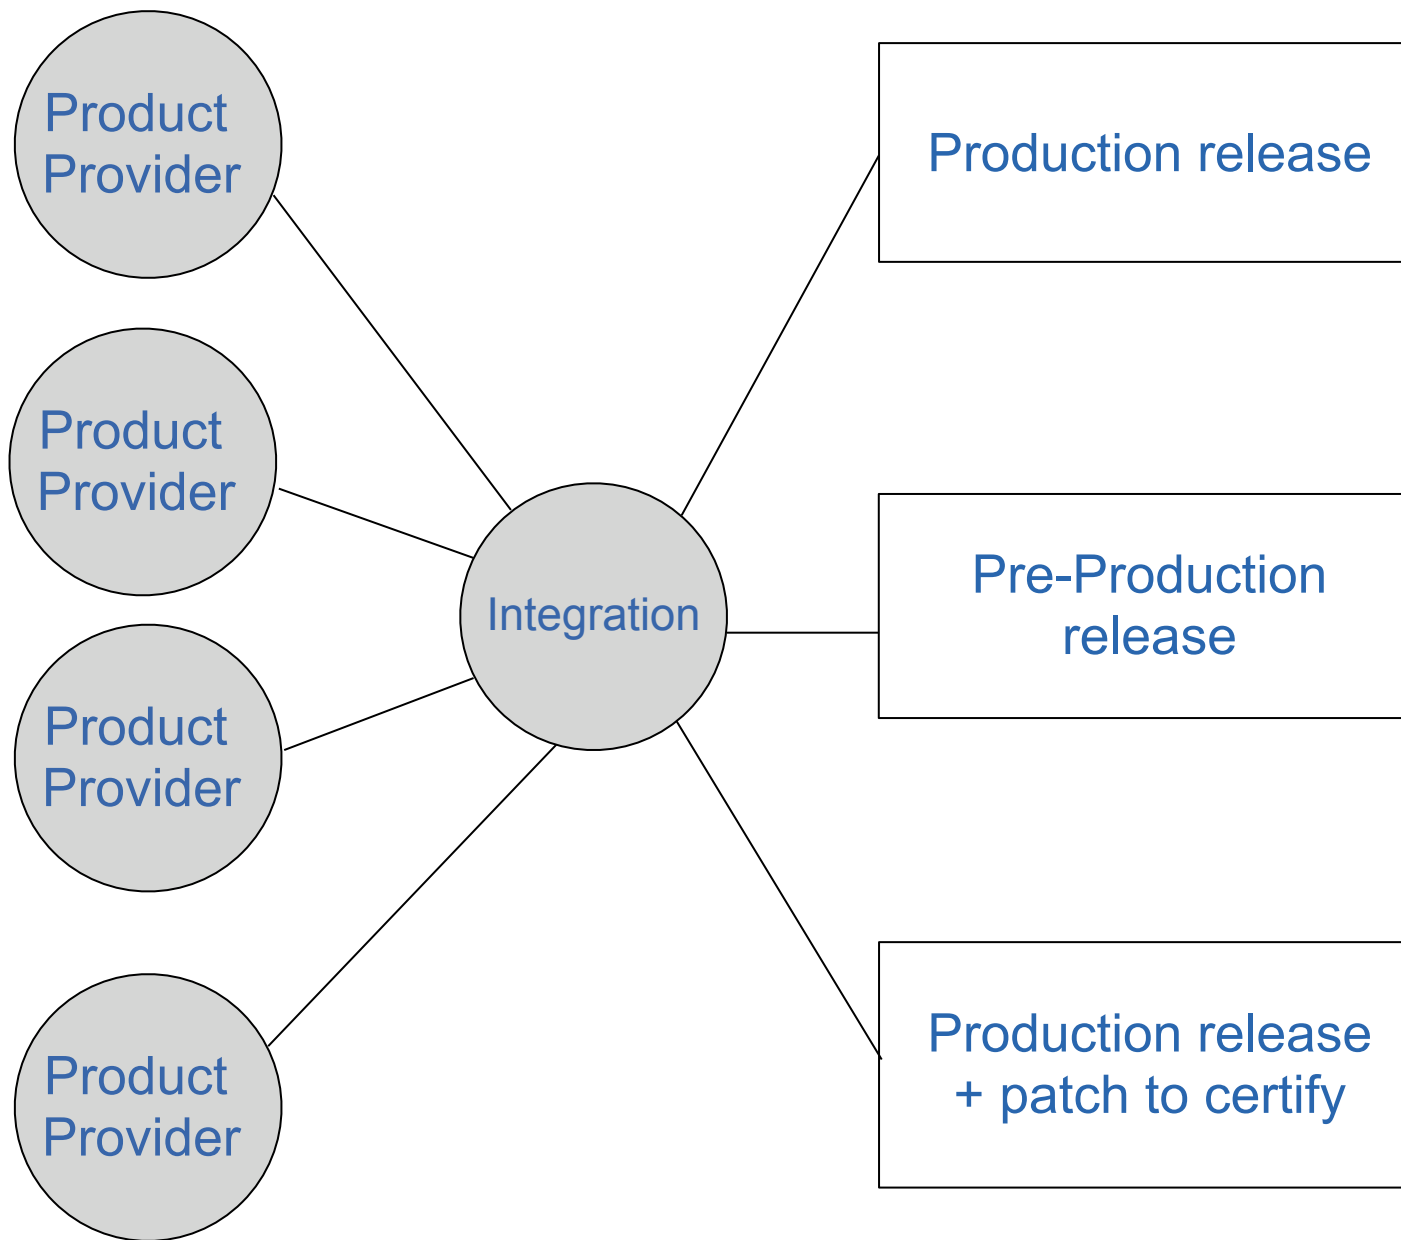 Product
Provider
Product
Provider
Product
Provider
Product
Provider
Integration
Production release
Pre-Production
release
Production release
+ patch to certify